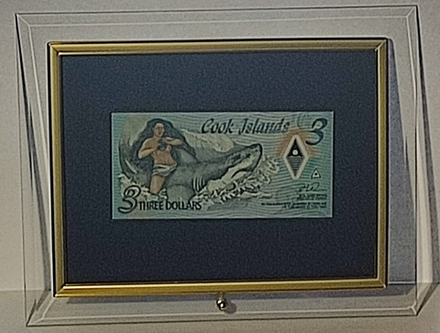 Cook Islands 3
3 THREE DOLLARS